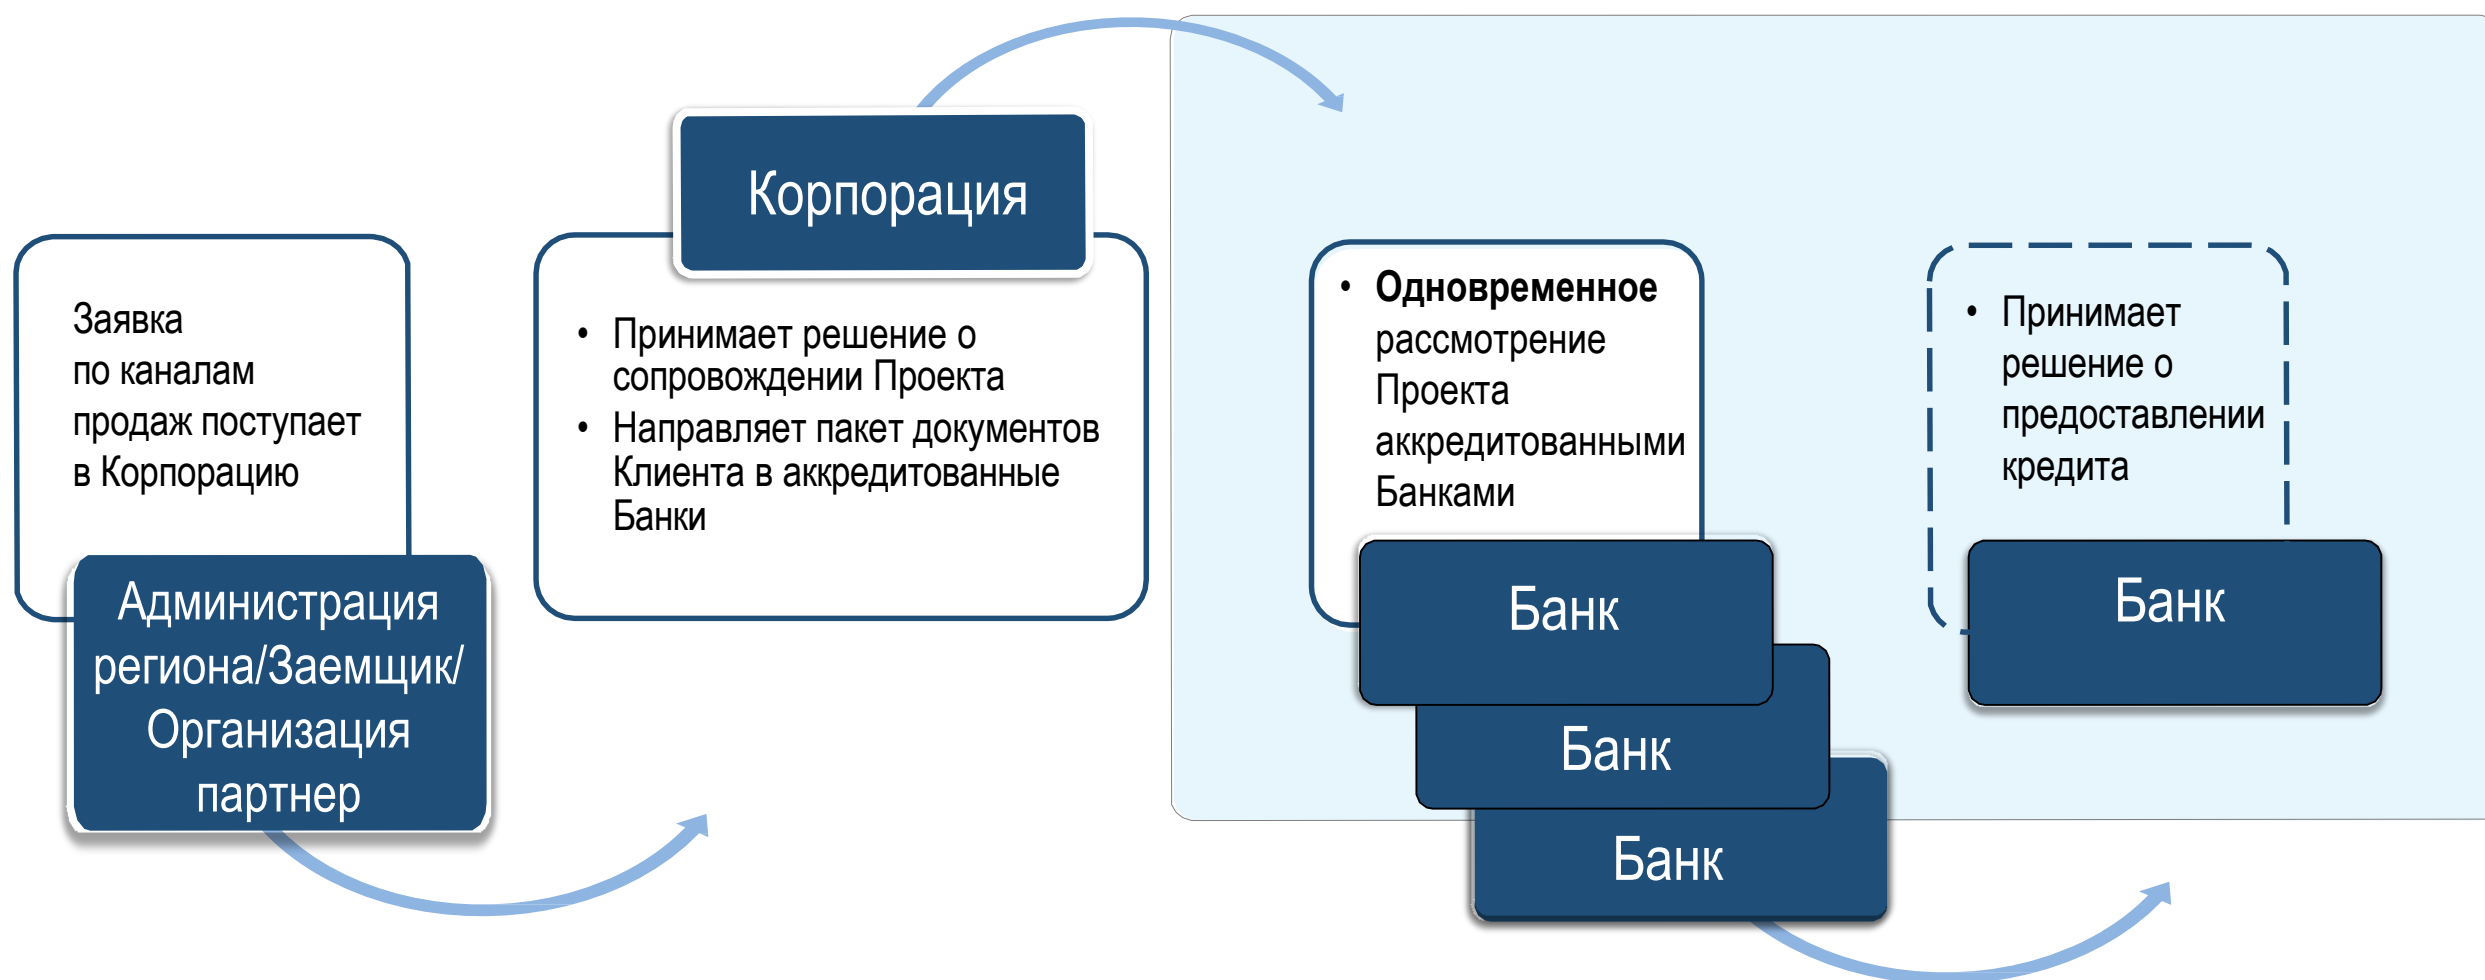 Заявка
по каналам
продаж поступает
в Корпорацию
Администрация
региона/Заемщик/
Организация
партнер
Корпорация
• Принимает решение о
сопровождении Проекта
• Направляет пакет документов
Клиента в аккредитованные
Банки
• Одновременное
рассмотрение
Проекта
аккредитованными
Банками
Банк
Банк
Банк
• Принимает
решение о
предоставлении
кредита
Банк